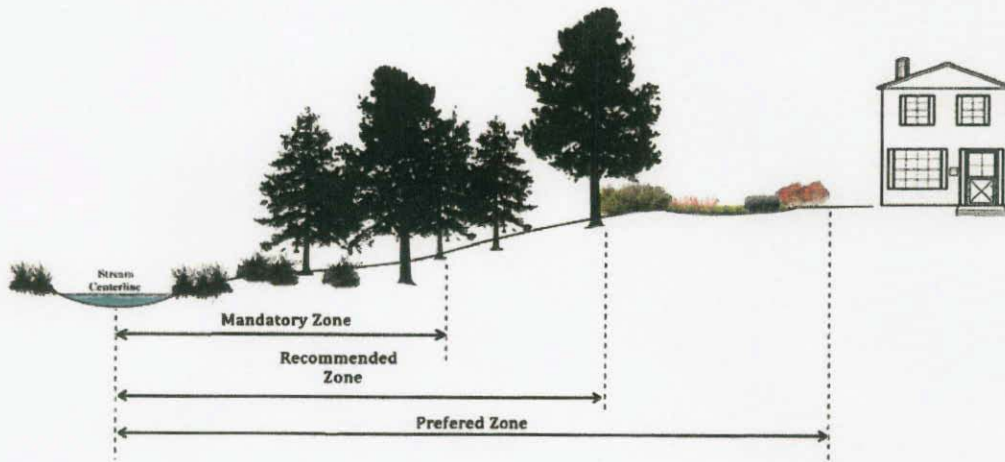 Stream
Centerline
Mandatory Zone
Recommended
Zone
Prefered Zone